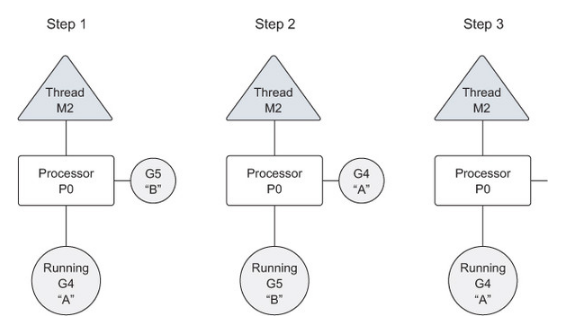 Step 1
Step 2
Step 3
Thread
M2
Thread
M2
Thread
M2
Processor
P0
G5
“B”
Processor
P0
G4
“A”
Processor
P0
Running
G4
“A”
Running
G5
“B”
Running
G4
“A”